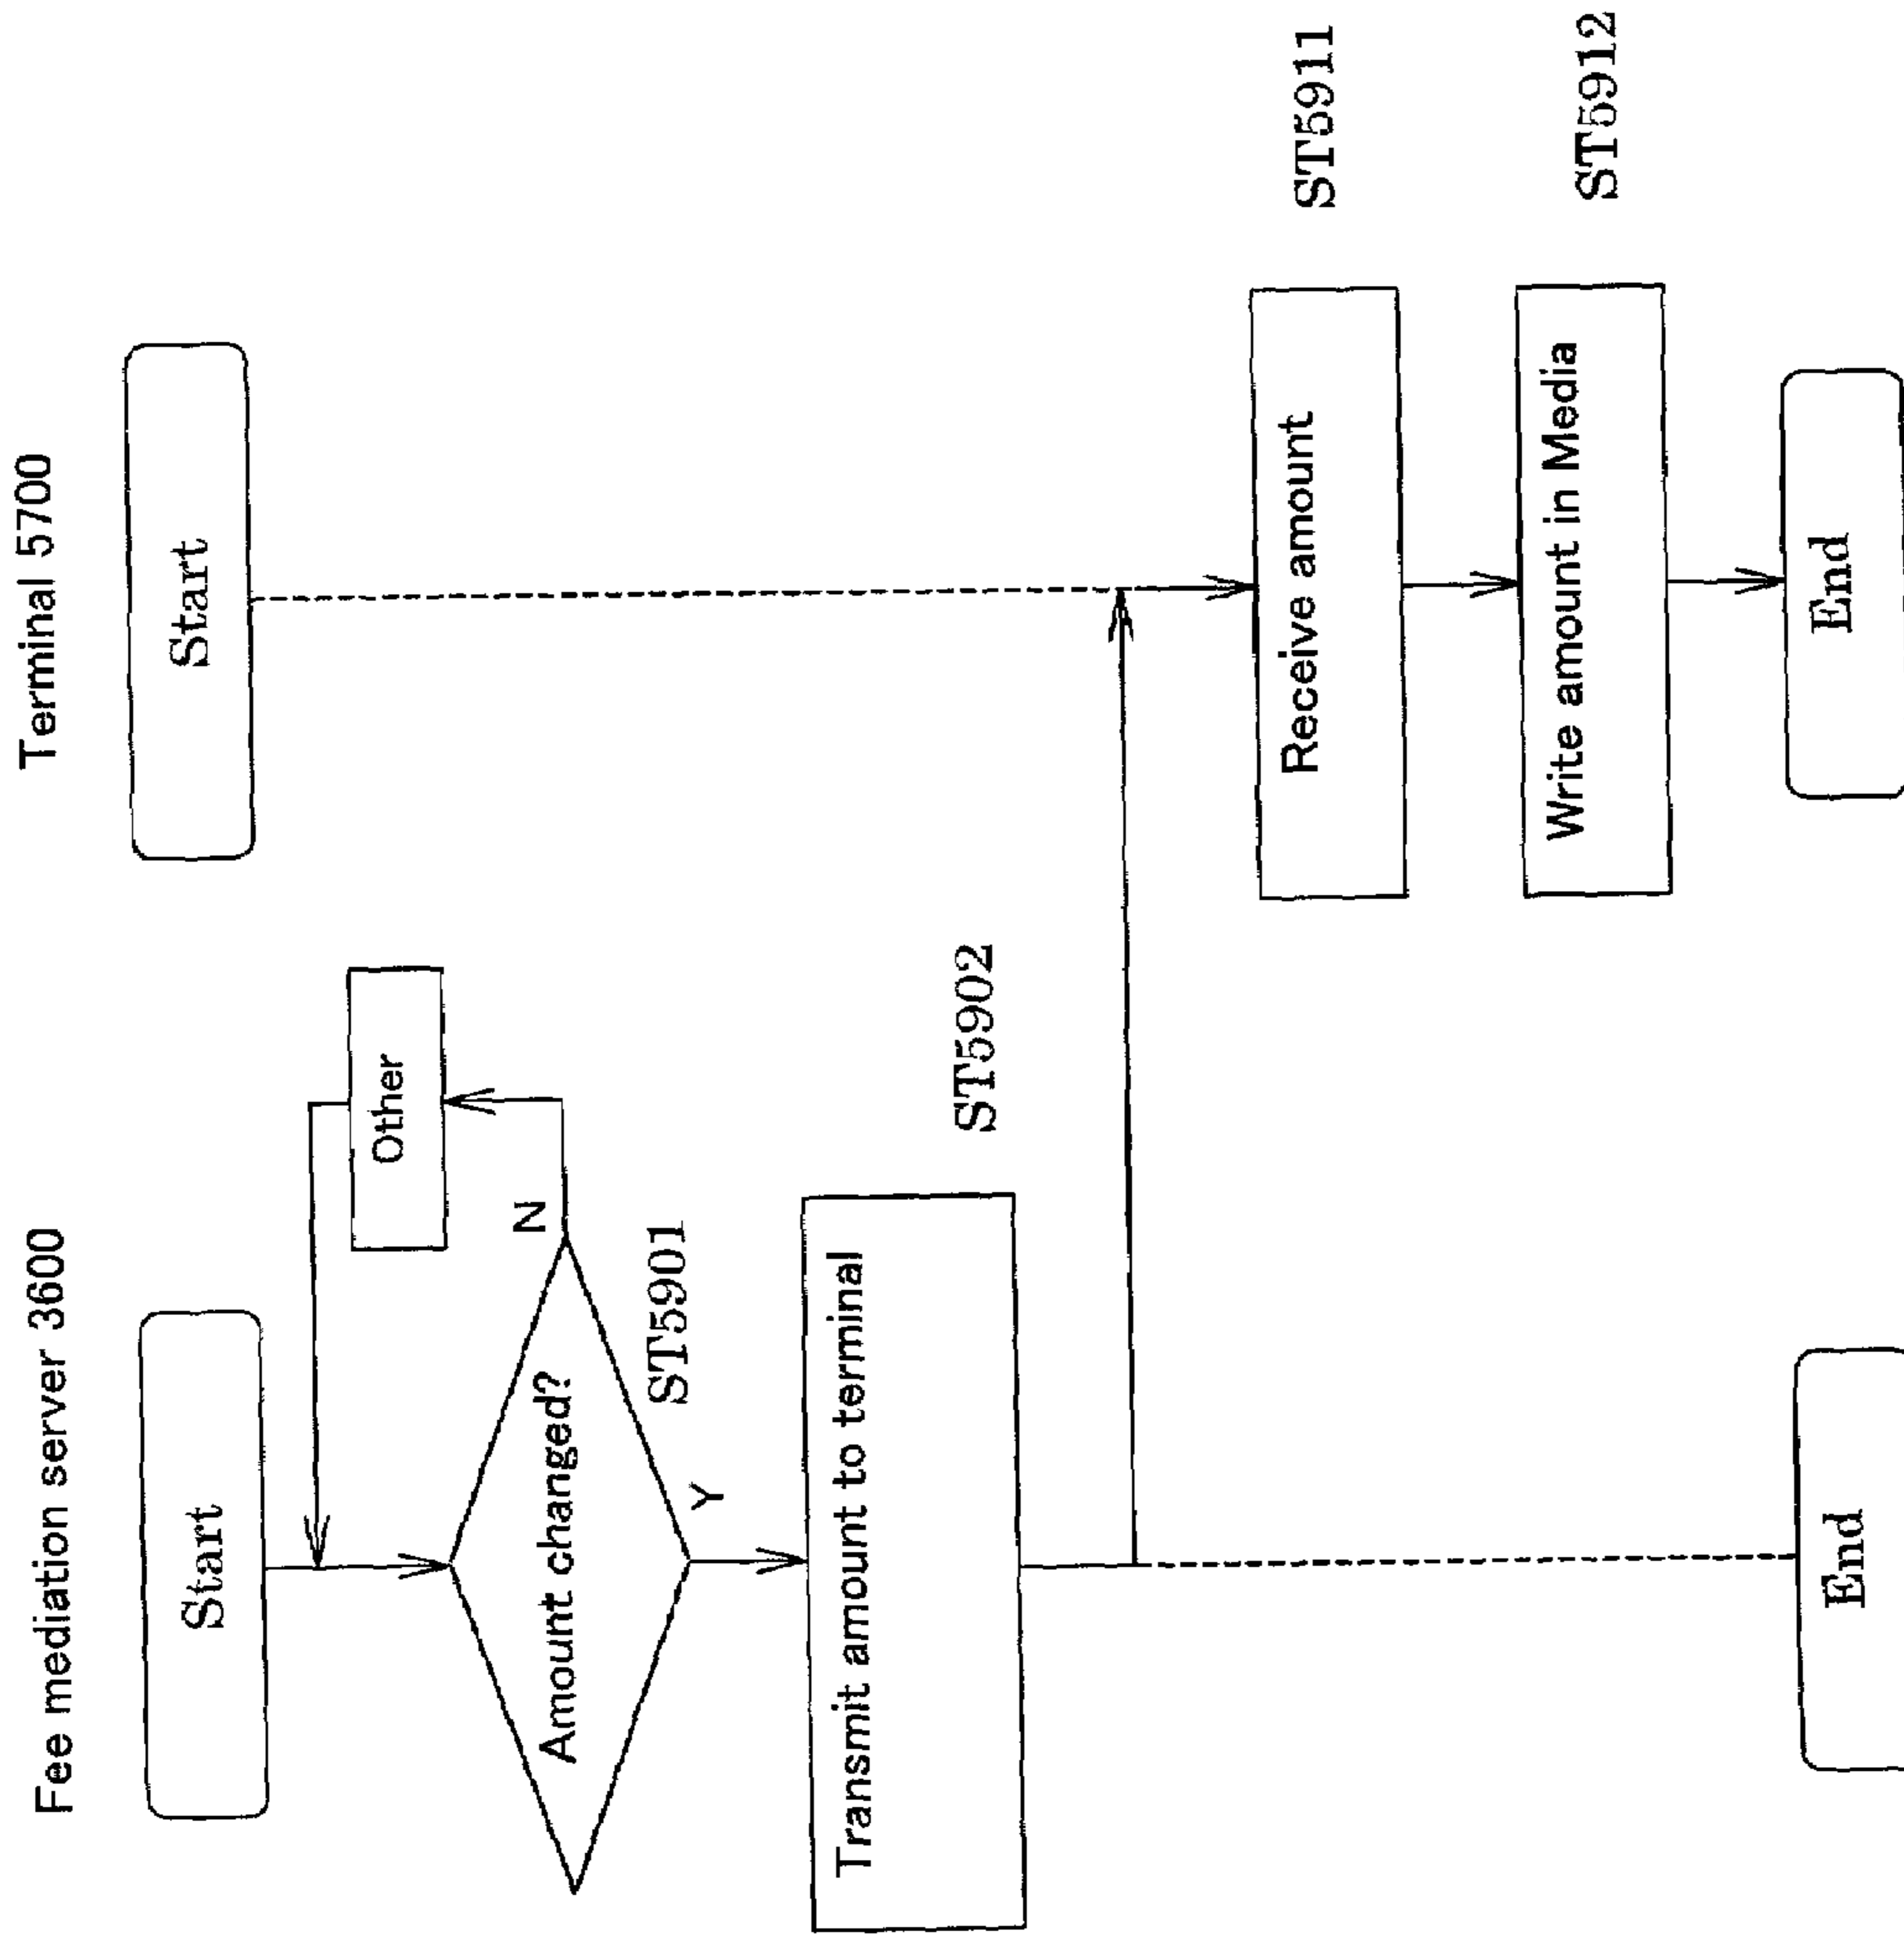 Fee mediation server 3600
Start
Other
N
Amount changed?
ST5901
Y
Transmit amount to terminal
ST5902
End
Terminal 5700
Start
Receive amount
ST5911
Write amount in Media
ST5912
End